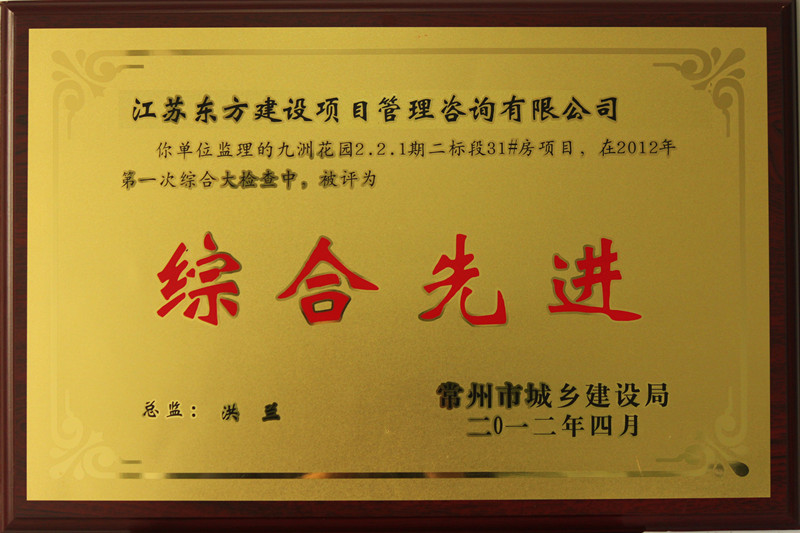 江苏东方建设项目管理咨询有限公司
你单位监理的九洲花园2.2.1期二标段31#房项目，在2012年
第一次综合大检查中，被评为
综合先进
总监：洪兰
常州市城乡建设局
二〇一二年四月